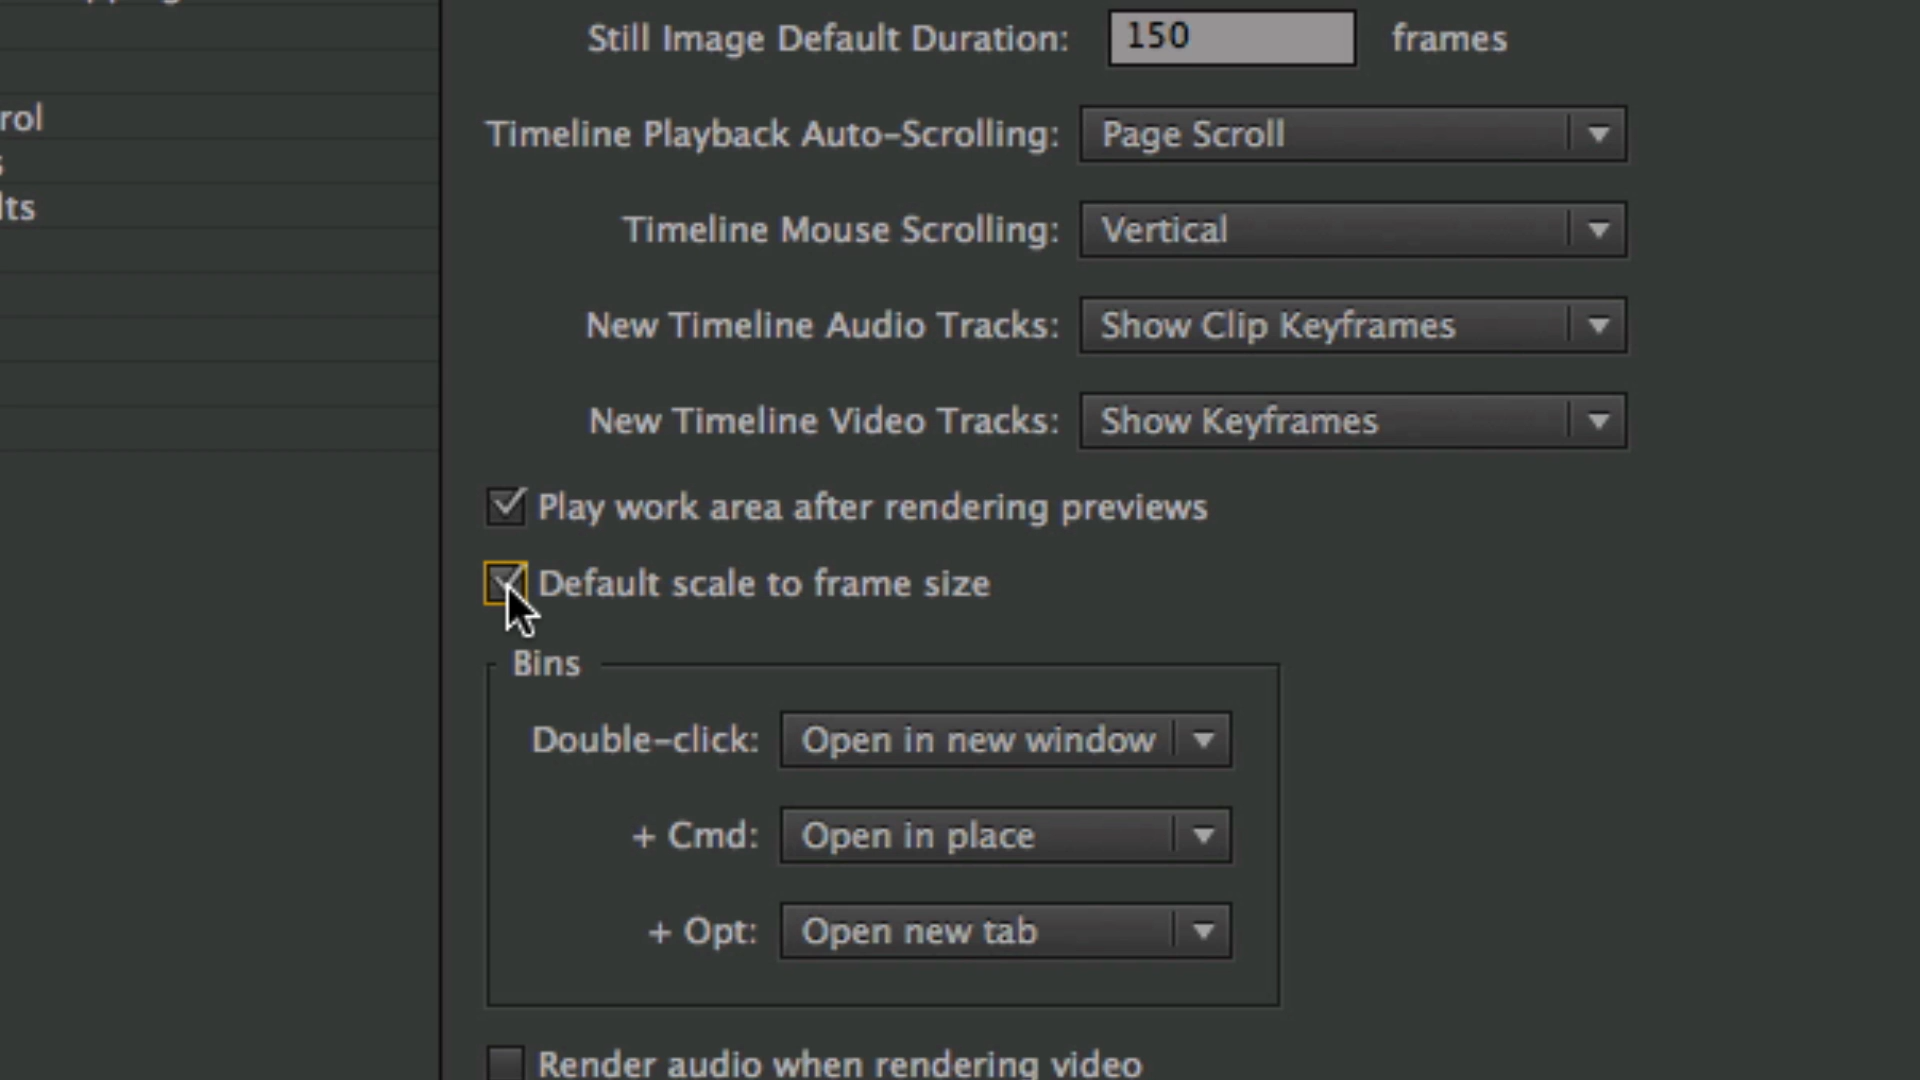 Still Image Default Duration: 150 frames
rol
Timeline Playback Auto-Scrolling: Page Scroll
s
lts
Timeline Mouse Scrolling: Vertical
New Timeline Audio Tracks: Show Clip Keyframes
New Timeline Video Tracks: Show Keyframes
Play work area after rendering previews
Default scale to frame size
Bins
Double-click: Open in new window
+ Cmd: Open in place
+ Opt: Open new tab
Render audio when rendering video